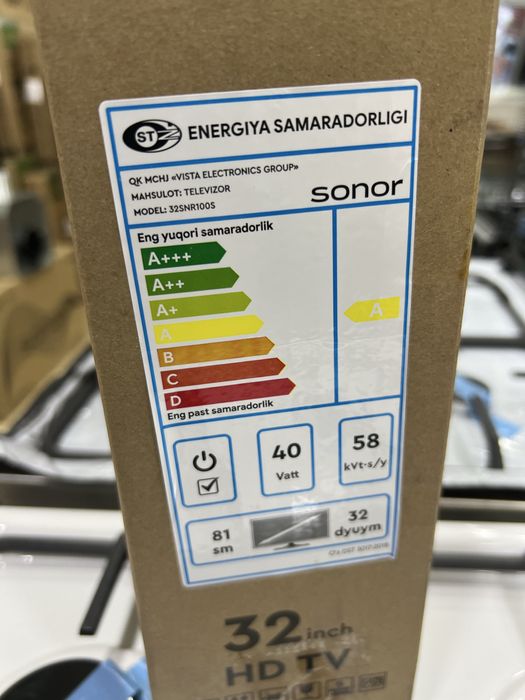 ST
ENERGIYA SAMARADORLIGI
QK MCHJ «VISTA ELECTRONICS GROUP»
MAHSULOT: TELEVIZOR
MODEL: 32SNR100S
sonor
Eng yuqori samaradorlik
A+++
A++
A+
A
B
C
D
A
Eng past samaradorlik
40
Vatt
58
kVt·s/y
81
sm
32
dyuym
32 inch
HD TV